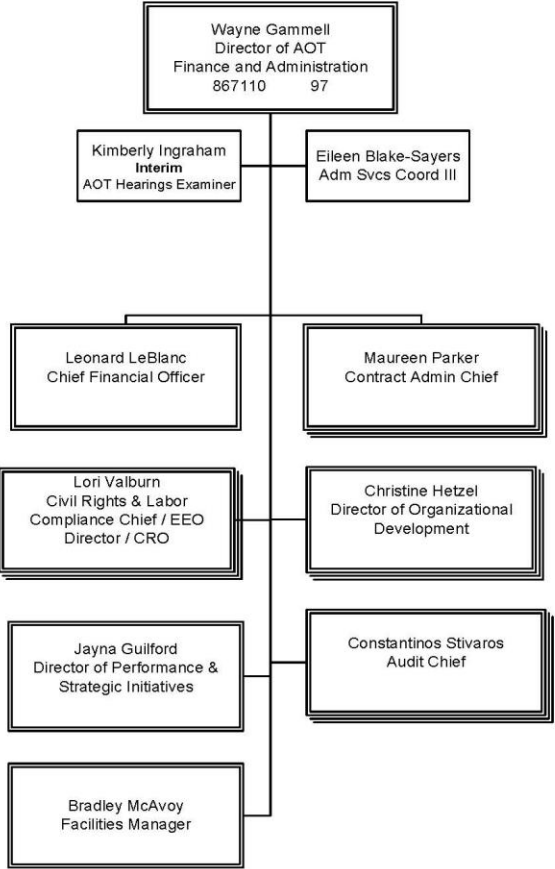 Wayne Gammell
Director of AOT
Finance and Administration
867110 97
Kimberly Ingraham
Interim
AOT Hearings Examiner
Eileen Blake-Sayers
Adm Svcs Coord III
Leonard LeBlanc
Chief Financial Officer
Maureen Parker
Contract Admin Chief
Lori Valburn
Civil Rights & Labor
Compliance Chief / EEO
Director / CRO
Christine Hetzel
Director of Organizational
Development
Jayna Guilford
Director of Performance &
Strategic Initiatives
Constantinos Stivaros
Audit Chief
Bradley McAvoy
Facilities Manager